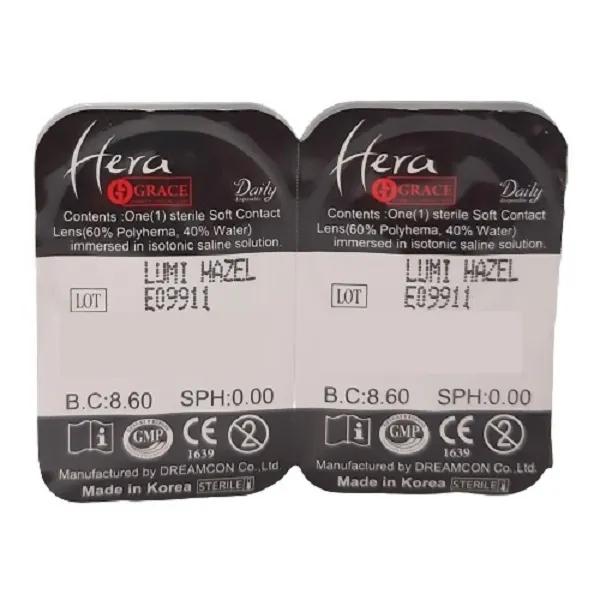 Hera
GRACE
Daily
Contents :One(1) sterile Soft Contact
Lens(60% Polyhema, 40% Water)
immersed in isotonic saline solution.
LUMI HAZEL
LOT E09911
B.C:8.60 SPH:0.00
GMP CE 1639 2
Manufactured by DREAMCON Co.,Ltd.
Made in Korea STERILE
Hera
GRACE
Daily
Contents :One(1) sterile Soft Contact
Lens(60% Polyhema, 40% Water)
immersed in isotonic saline solution.
LUMI HAZEL
LOT E09911
B.C:8.60 SPH:0.00
GMP CE 1639 2
Manufactured by DREAMCON Co.,Ltd.
Made in Korea STERILE